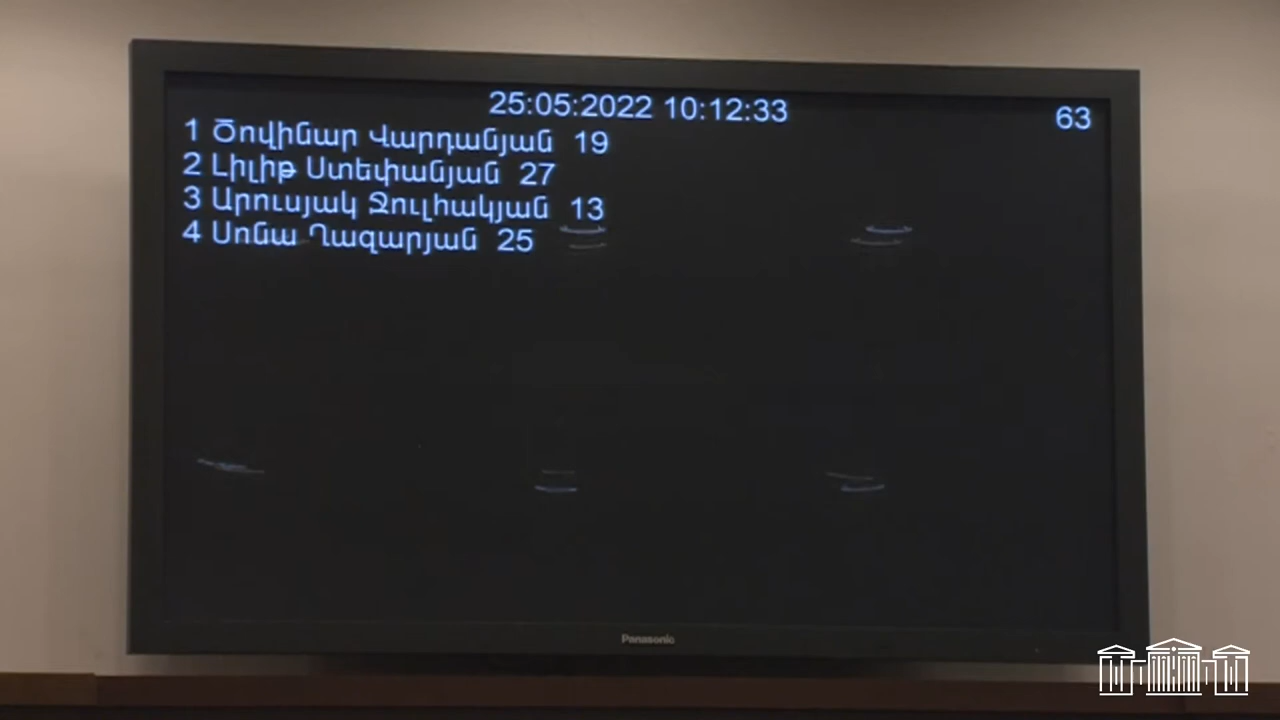 25:05:2022 10:12:33
63
1 Ծովինար Վարդանյան 19
2 Լիլիթ Ստեփանյան 27
3 Արուսյակ Ջուլհակյան 13
4 Սոնա Ղազարյան 25
Panasonic